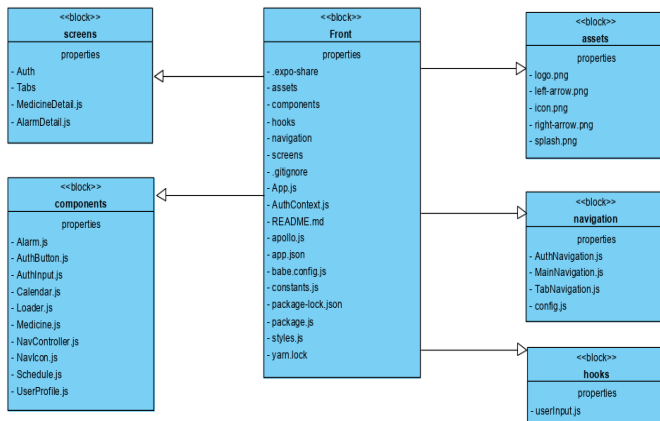 <<block>>
screens
properties
- Auth
- Tabs
- MedicineDetail.js
- AlarmDetail.js
<<block>>
components
properties
- Alarm.js
- AuthButton.js
- AuthInput.js
- Calendar.js
- Loader.js
- Medicine.js
- NavController.js
- NavIcon.js
- Schedule.js
- UserProfile.js
<<block>>
Front
properties
- .expo-share
- assets
- components
- hooks
- navigation
- screens
- .gitignore
- App.js
- AuthContext.js
- README.md
- apollo.js
- app.json
- babe.config.js
- constants.js
- package-lock.json
- package.js
- styles.js
- yarn.lock
<<block>>
assets
properties
- logo.png
- left-arrow.png
- icon.png
- right-arrow.png
- splash.png
<<block>>
navigation
properties
- AuthNavigation.js
- MainNavigation.js
- TabNavigation.js
- config.js
<<block>>
hooks
properties
- userInput.js